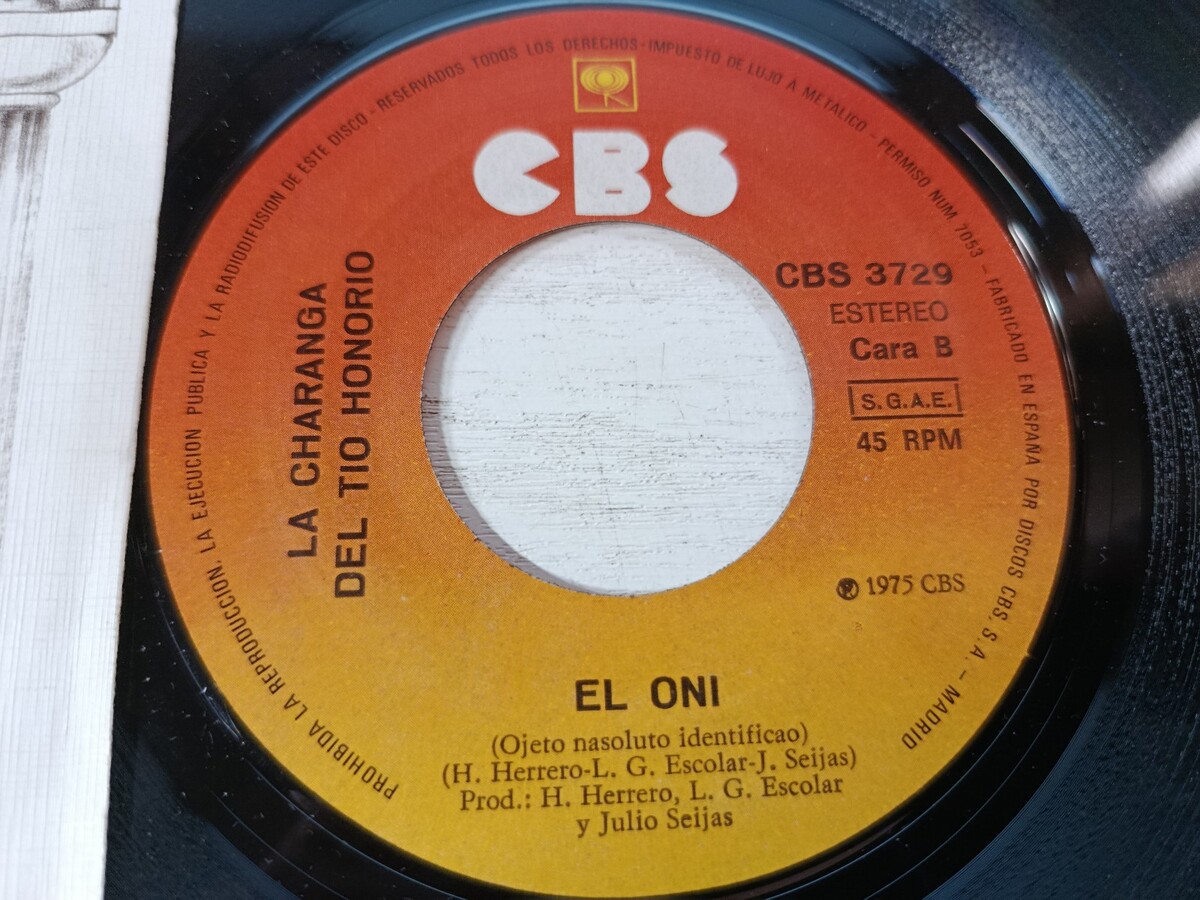 PROHIBIDA LA REPRODUCCION, LA EJECUCION PUBLICA Y LA RADIODIFUSION DE ESTE DISCO - RESERVADOS TODOS LOS DERECHOS - IMPUESTO DE LUJO A METALICO - PERMISO NUM. 7053 - FABRICADO EN ESPAÑA POR DISCOS CBS, S. A. - MADRID
CBS
LA CHARANGA
DEL TIO HONORIO
CBS 3729
ESTEREO
Cara B
S.G.A.E.
45 RPM
℗ 1975 CBS
EL ONI
(Ojeto nasoluto identificao)
(H. Herrero-L. G. Escolar-J. Seijas)
Prod.: H. Herrero, L. G. Escolar
y Julio Seijas